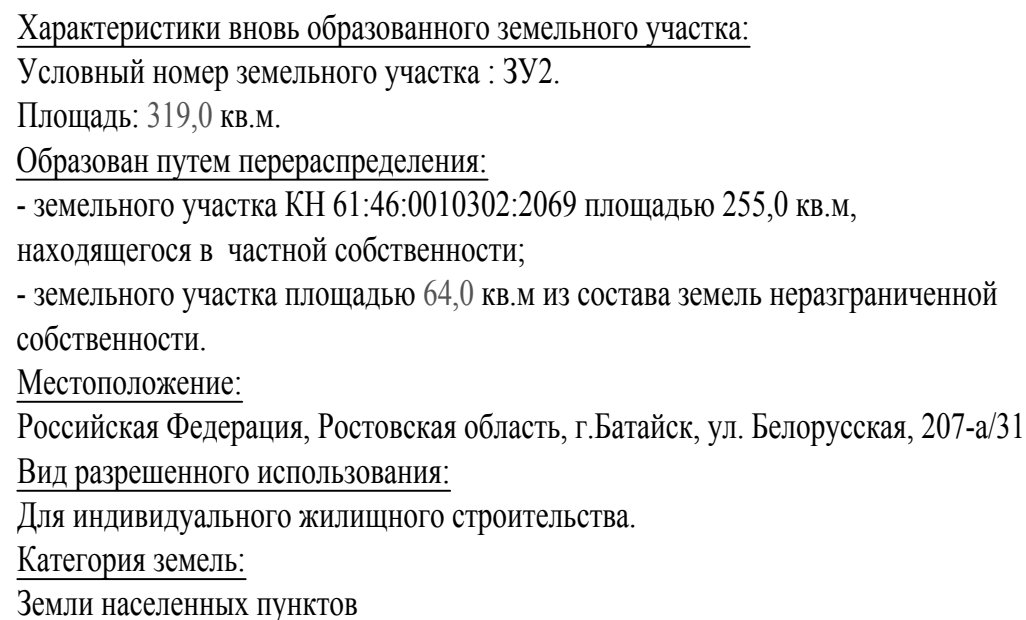 Характеристики вновь образованного земельного участка:
Условный номер земельного участка : ЗУ2.
Площадь: 319,0 кв.м.
Образован путем перераспределения:
- земельного участка КН 61:46:0010302:2069 площадью 255,0 кв.м,
находящегося в  частной собственности;
- земельного участка площадью 64,0 кв.м из состава земель неразграниченной
собственности.
Местоположение:
Российская Федерация, Ростовская область, г.Батайск, ул. Белорусская, 207-а/31
Вид разрешенного использования:
Для индивидуального жилищного строительства.
Категория земель:
Земли населенных пунктов